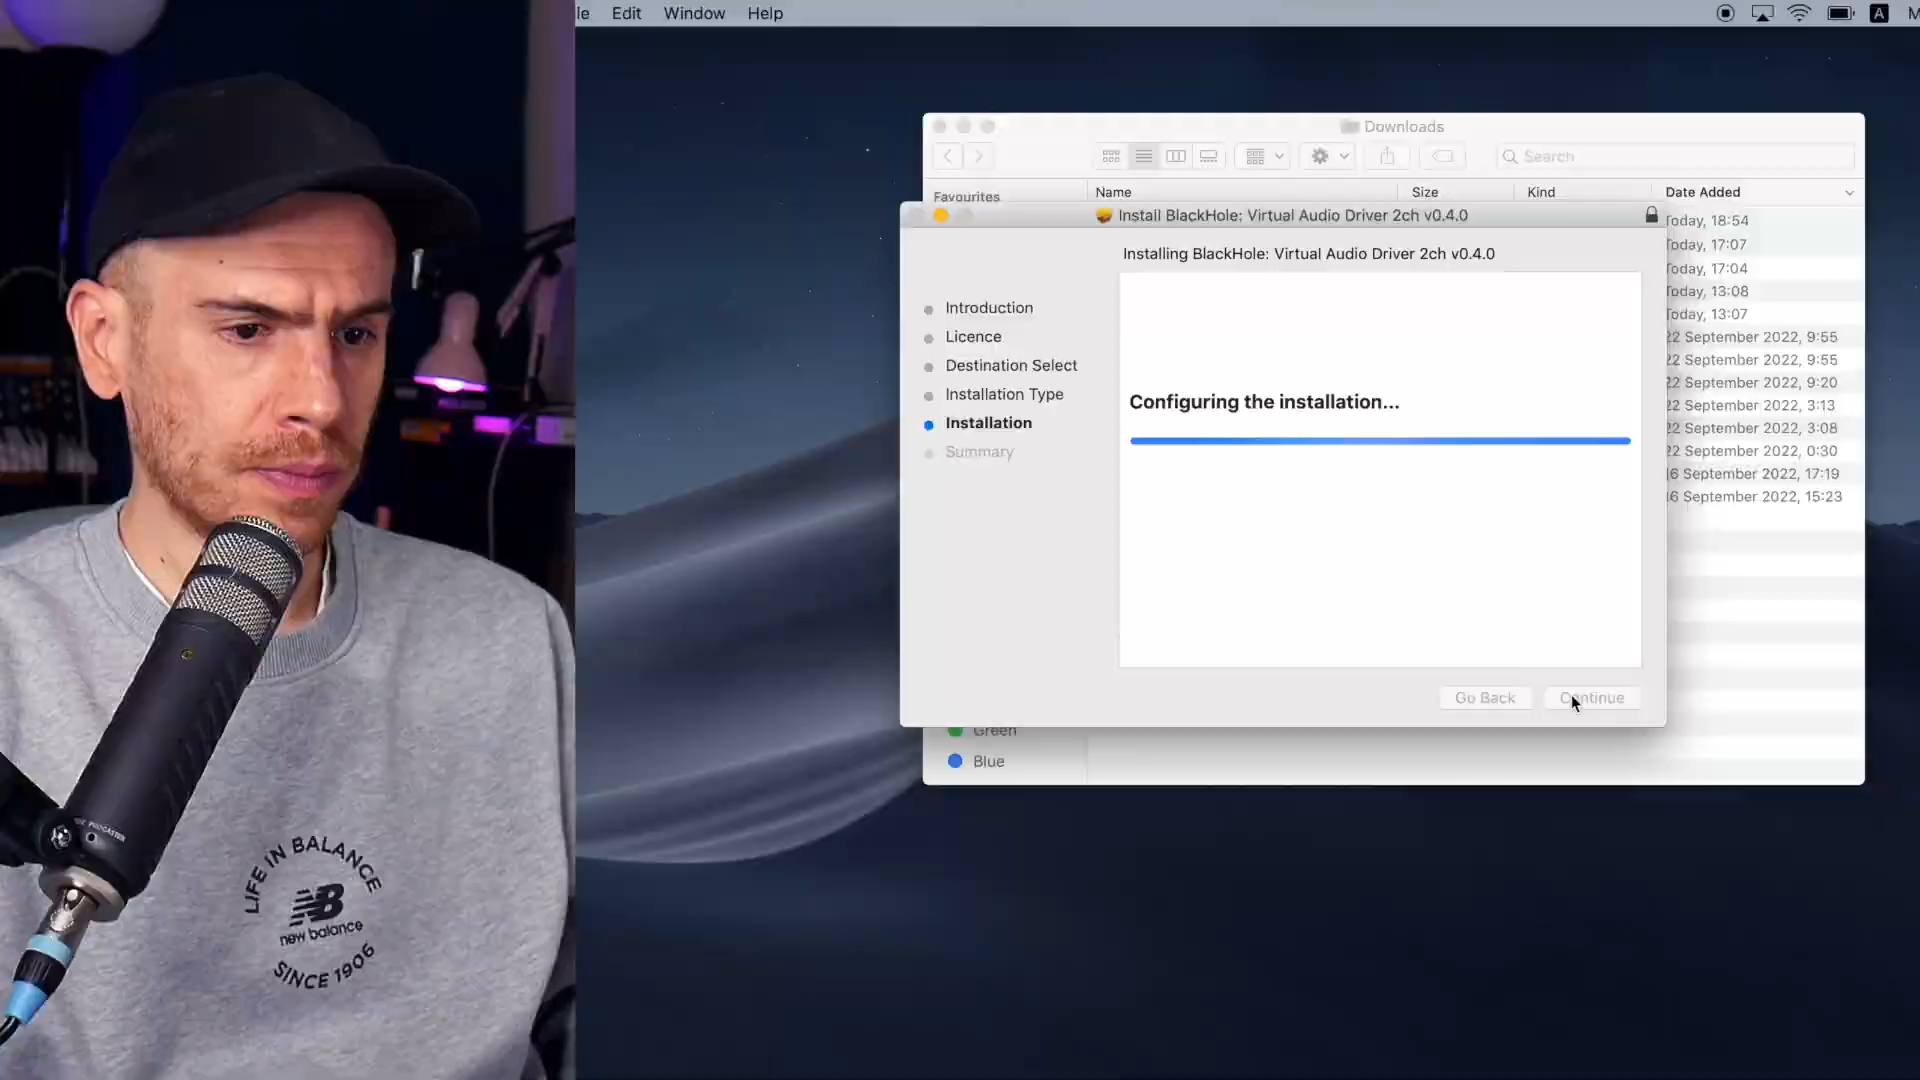 Edit Window Help
A
Downloads
Search
Favourites
Name Size Kind Date Added
Install BlackHole: Virtual Audio Driver 2ch v0.4.0
Today, 18:54
Today, 17:07
Today, 17:04
Today, 13:08
Today, 13:07
22 September 2022, 9:55
22 September 2022, 9:55
22 September 2022, 9:20
22 September 2022, 3:13
22 September 2022, 3:08
22 September 2022, 0:30
16 September 2022, 17:19
16 September 2022, 15:23
Installing BlackHole: Virtual Audio Driver 2ch v0.4.0
Introduction
Licence
Destination Select
Installation Type
Installation
Summary
Configuring the installation...
Go Back Continue
Green
Blue
PODCASTER
LIFE IN BALANCE
NB
new balance
SINCE 1906